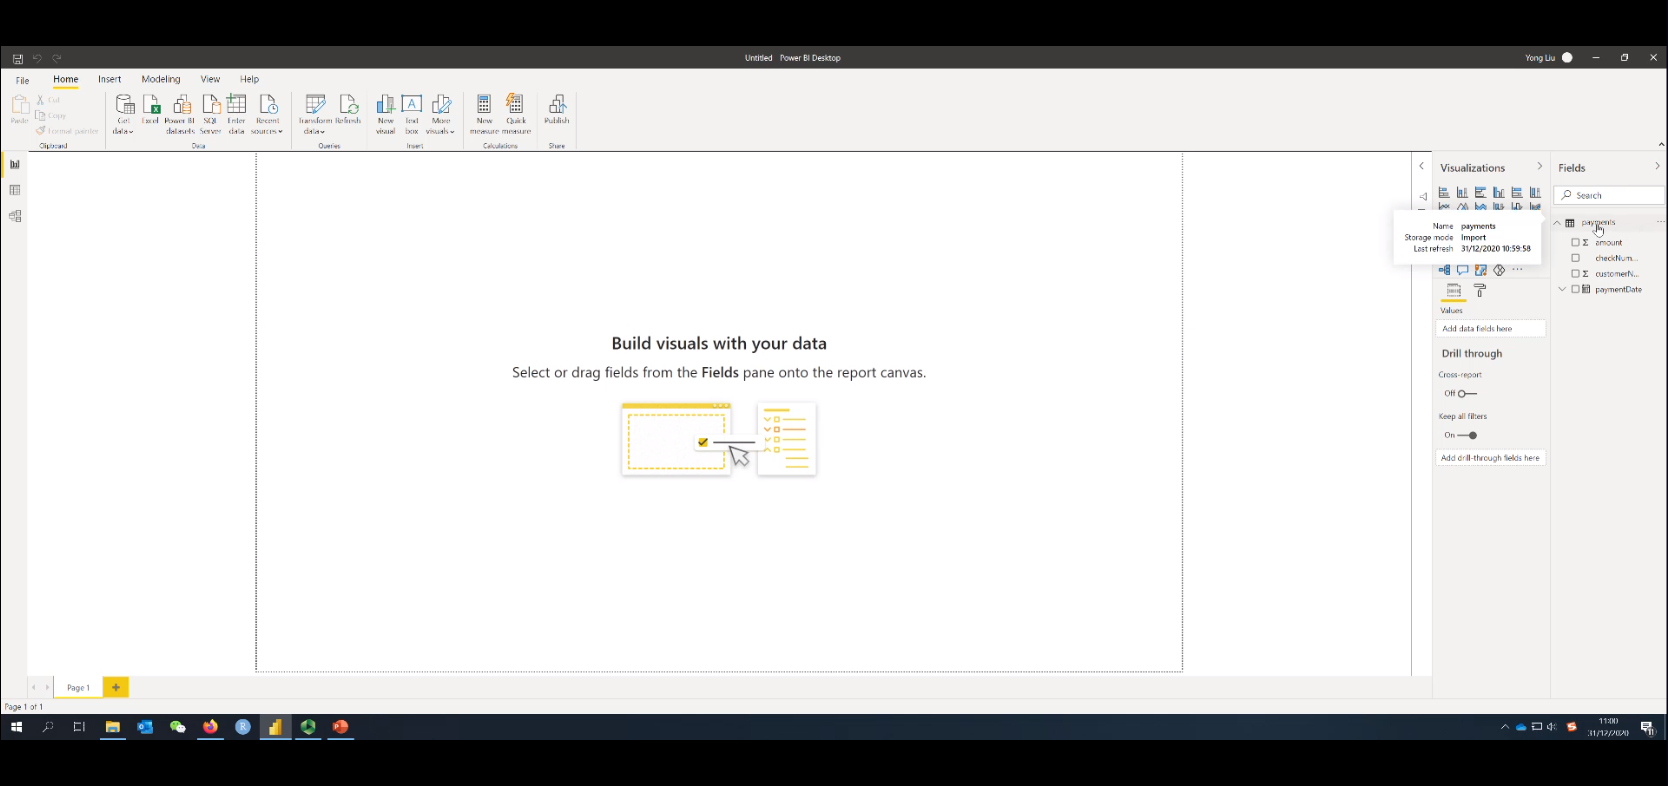 Untitled Power BI Desktop
Yong Liu
File Home Insert Modeling View Help
Paste
Cut
Copy
Format painter
Clipboard
Get data
Excel
Power BI datasets
SQL Server
Enter data
Recent sources
Data
Transform data
Refresh
Queries
New visual
Text box
More visuals
Insert
New measure
Quick measure
Calculations
Publish
Share
Visualizations
Fields
Search
Name payments
Storage mode Import
Last refresh 31/12/2020 10:59:58
payments
Σ amount
checkNum...
Σ customerN...
paymentDate
Values
Add data fields here
Drill through
Cross-report
Off
Keep all filters
On
Add drill-through fields here
Build visuals with your data
Select or drag fields from the Fields pane onto the report canvas.
Page 1
Page 1 of 1
11:00
31/12/2020